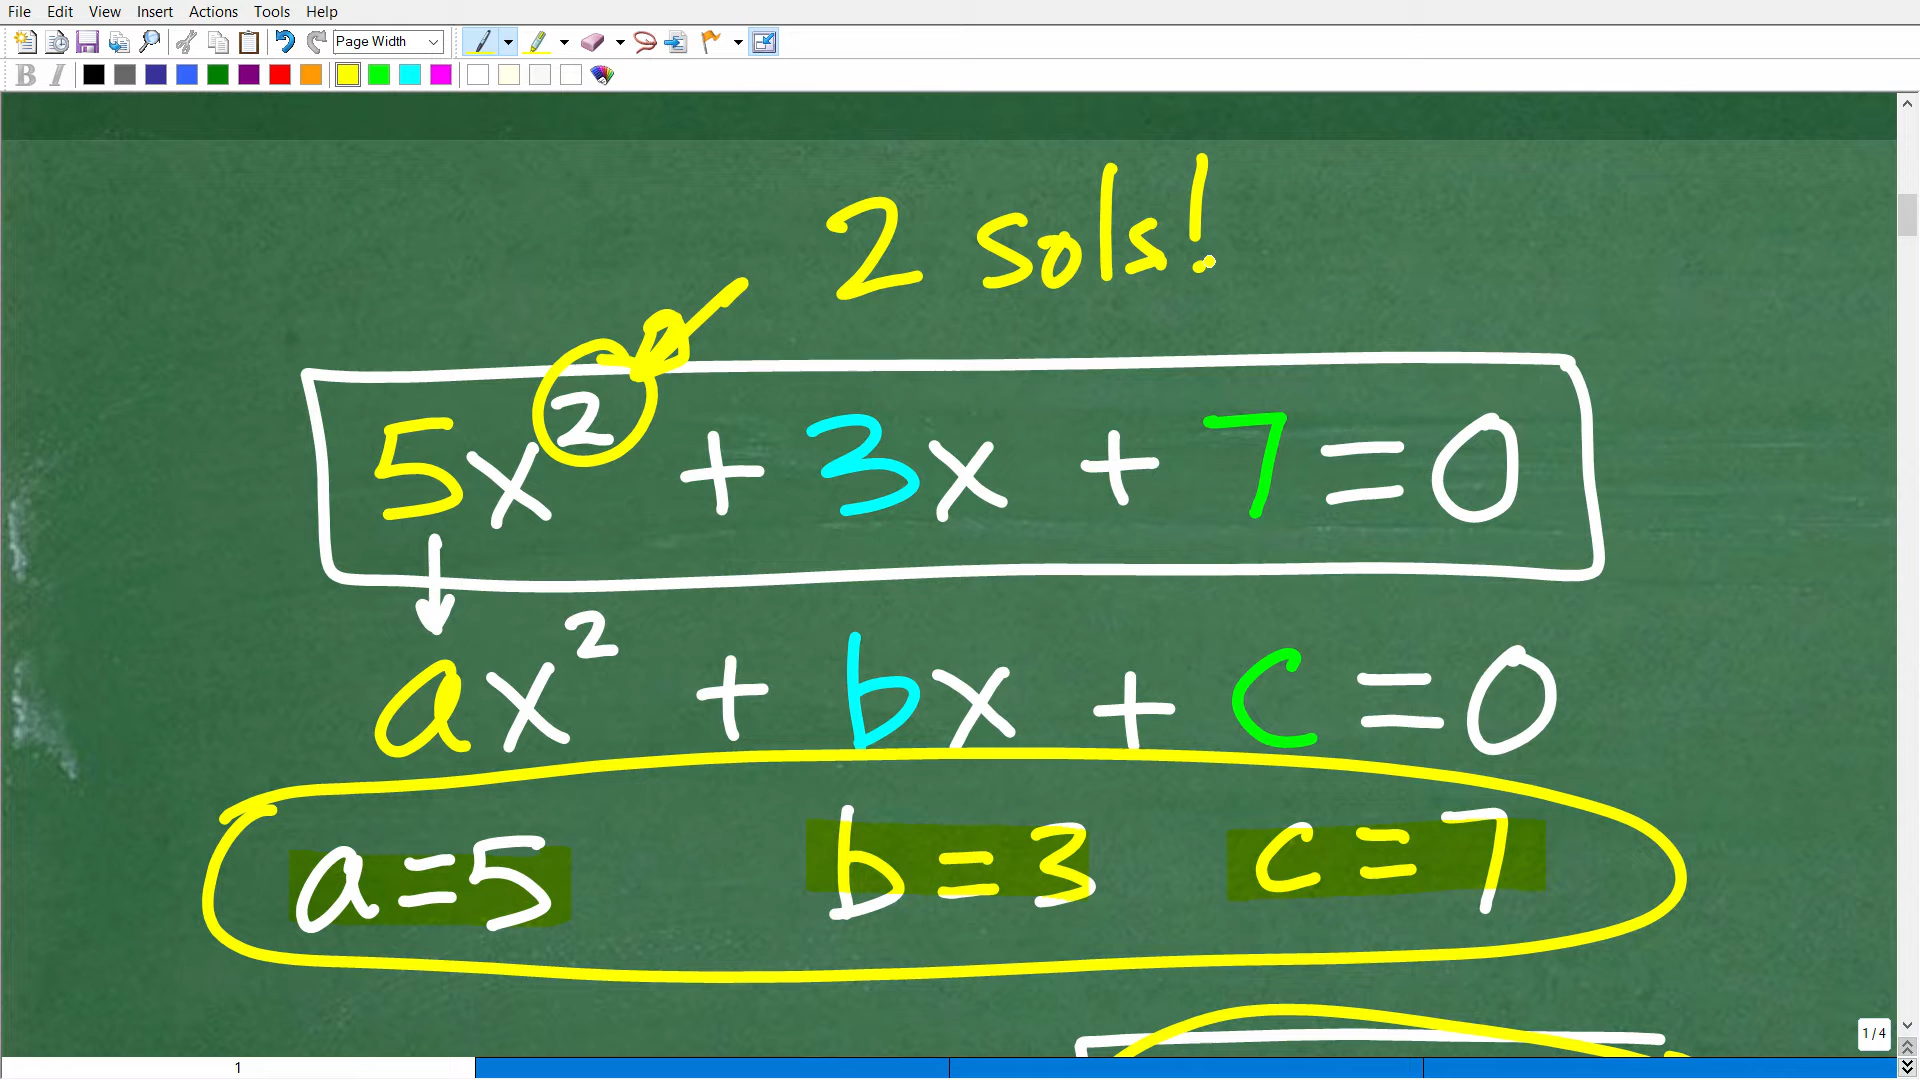 File Edit View Insert Actions Tools Help
Page Width
B I
2 sols!
5x² + 3x + 7 = 0
ax² + bx + c = 0
a = 5 b = 3 c = 7
1 / 4
1